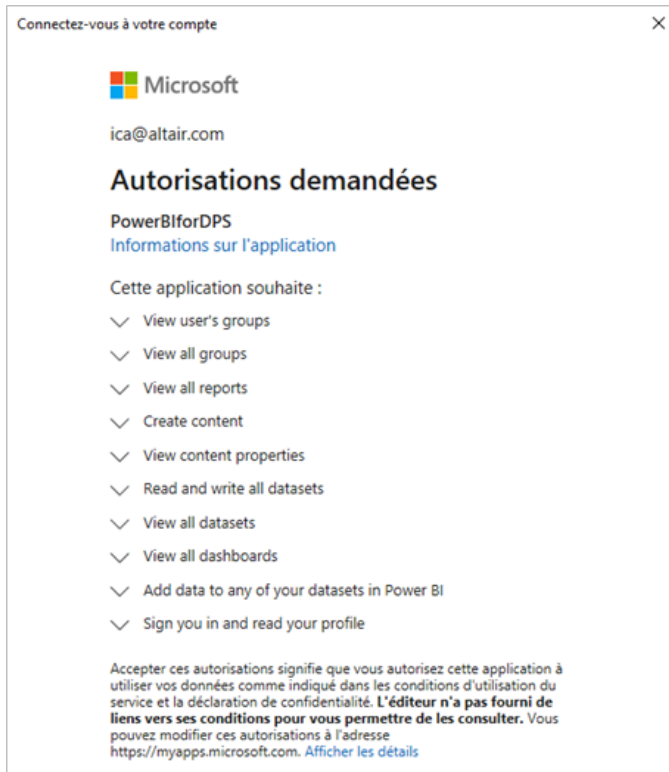 Connectez-vous à votre compte
Microsoft
ica@altair.com
Autorisations demandées
PowerBIforDPS
Informations sur l'application
Cette application souhaite :
View user's groups
View all groups
View all reports
Create content
View content properties
Read and write all datasets
View all datasets
View all dashboards
Add data to any of your datasets in Power BI
Sign you in and read your profile
Accepter ces autorisations signifie que vous autorisez cette application à
utiliser vos données comme indiqué dans les conditions d'utilisation du
service et la déclaration de confidentialité. L'éditeur n'a pas fourni de
liens vers ses conditions pour vous permettre de les consulter. Vous
pouvez modifier ces autorisations à l'adresse
https://myapps.microsoft.com. Afficher les détails